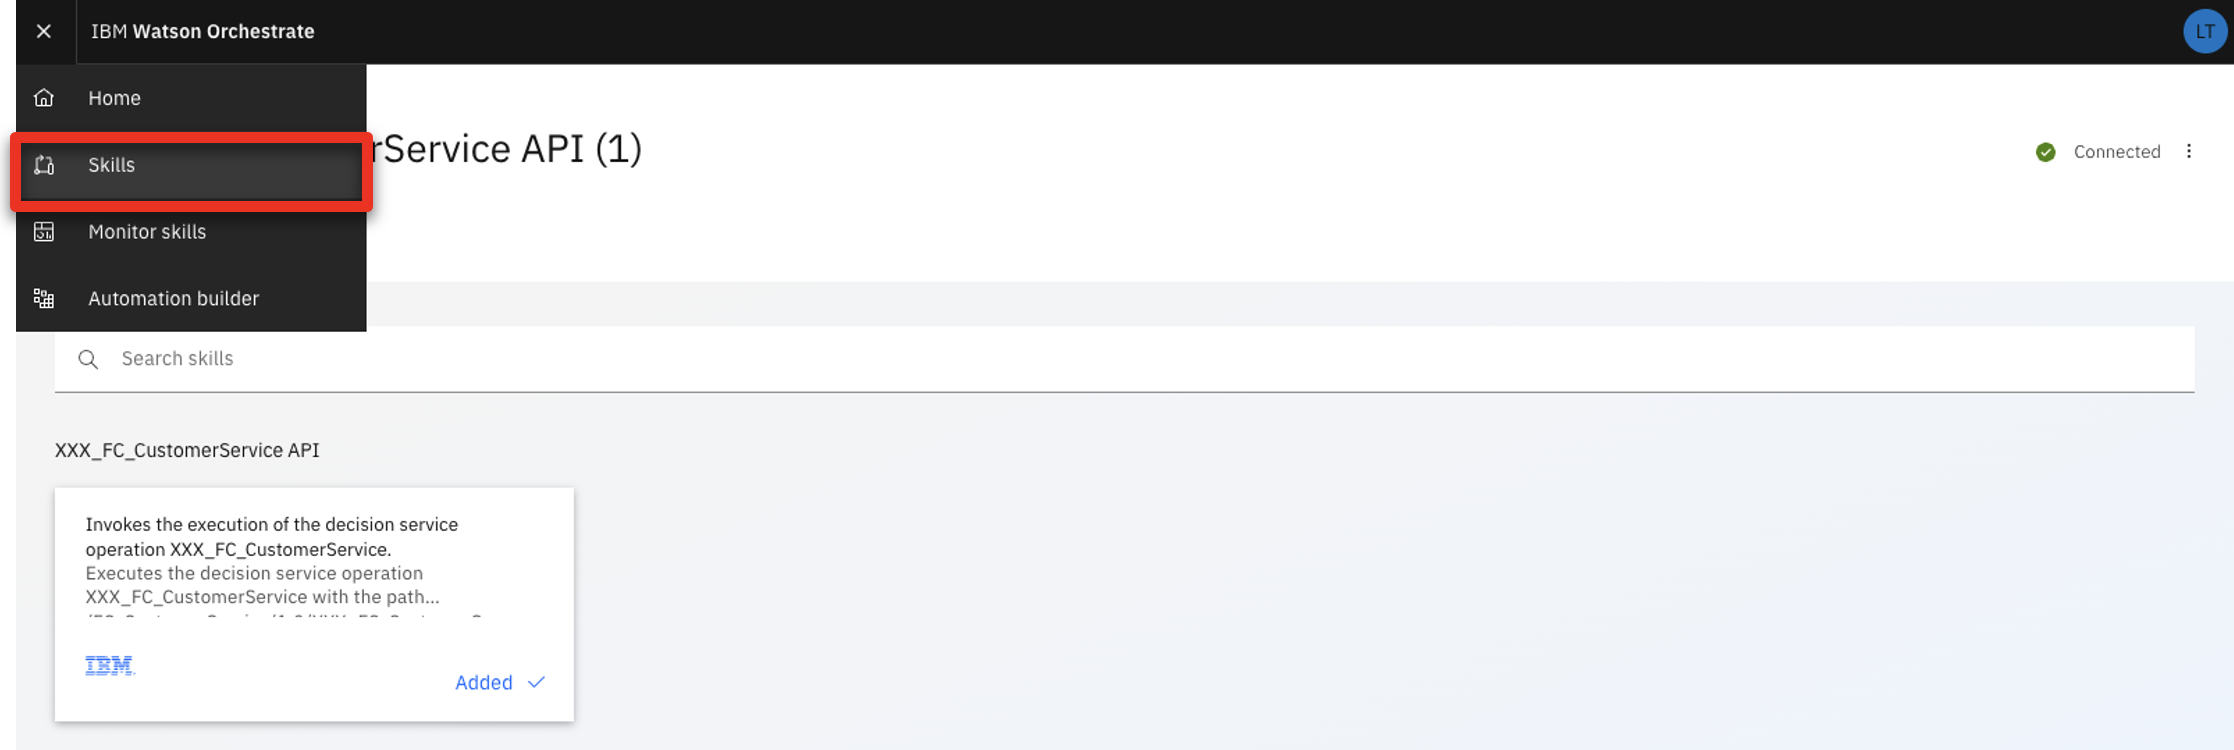 IBM Watson Orchestrate
LT
Home
Skills
Monitor skills
Automation builder
rService API (1)
Connected
Search skills
XXX_FC_CustomerService API
Invokes the execution of the decision service
operation XXX_FC_CustomerService.
Executes the decision service operation
XXX_FC_CustomerService with the path...
IBM
Added